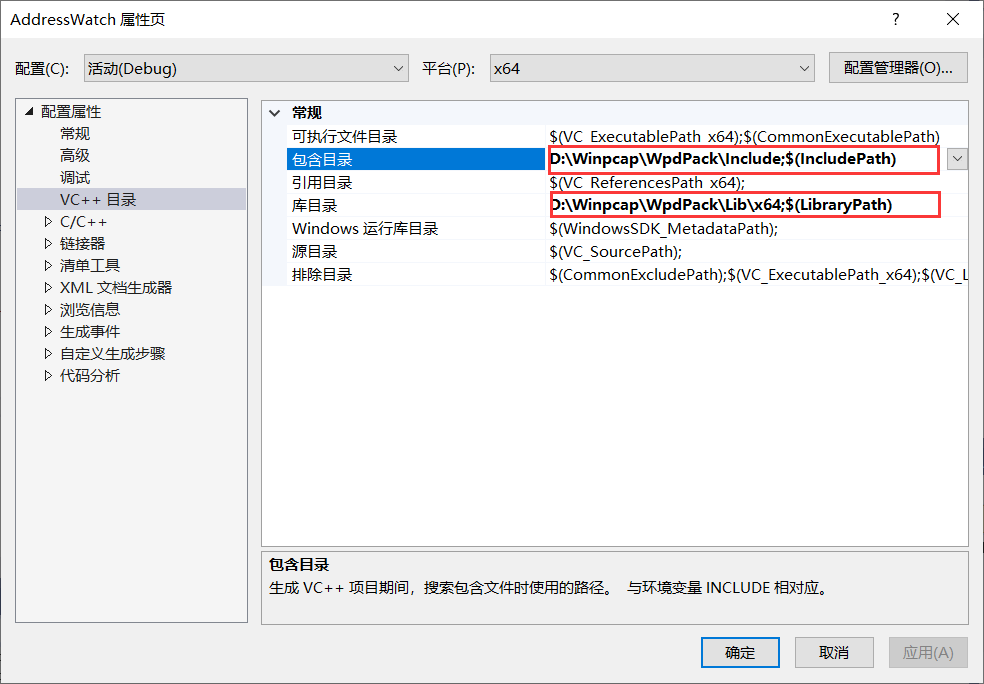 AddressWatch 属性页
?
配置(C):
活动(Debug)
平台(P):
x64
配置管理器(O)...
配置属性
常规
高级
调试
VC++ 目录
C/C++
链接器
清单工具
XML 文档生成器
浏览信息
生成事件
自定义生成步骤
代码分析
常规
可执行文件目录 $(VC_ExecutablePath_x64);$(CommonExecutablePath)
包含目录 D:\Winpcap\WpdPack\Include;$(IncludePath)
引用目录 $(VC_ReferencesPath_x64);
库目录 D:\Winpcap\WpdPack\Lib\x64;$(LibraryPath)
Windows 运行库目录 $(WindowsSDK_MetadataPath);
源目录 $(VC_SourcePath);
排除目录 $(CommonExcludePath);$(VC_ExecutablePath_x64);$(VC_L
包含目录
生成 VC++ 项目期间，搜索包含文件时使用的路径。 与环境变量 INCLUDE 相对应。
确定
取消
应用(A)